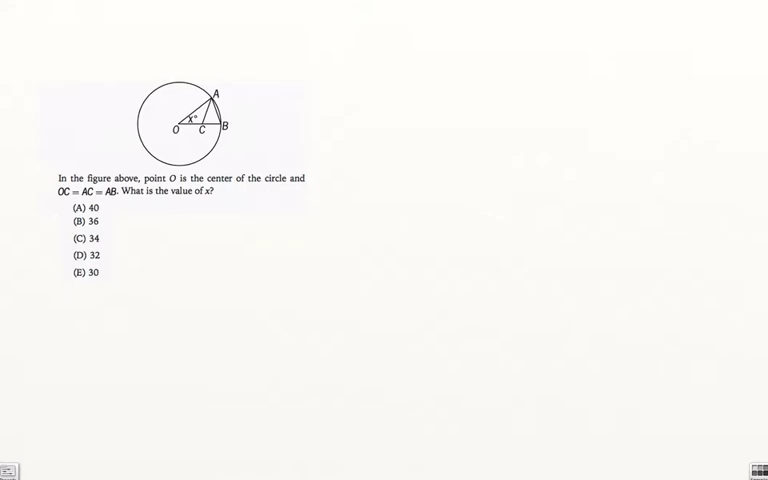 A
x°
O
C
B
In the figure above, point O is the center of the circle and
OC = AC = AB. What is the value of x?
(A) 40
(B) 36
(C) 34
(D) 32
(E) 30